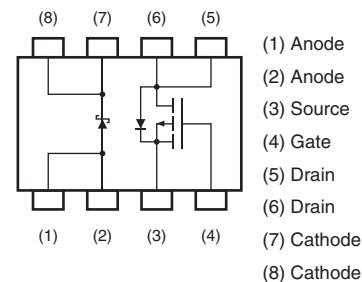 (8) (7) (6) (5)
(1) (2) (3) (4)
(1) Anode
(2) Anode
(3) Source
(4) Gate
(5) Drain
(6) Drain
(7) Cathode
(8) Cathode